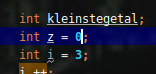 int kleinstegetal;
int z = 0;
int i = 3;
i ++;